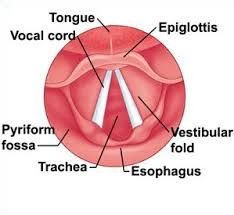 Tongue
Vocal cord
Epiglottis
Pyriform
fossa
Vestibular
fold
Trachea
Esophagus